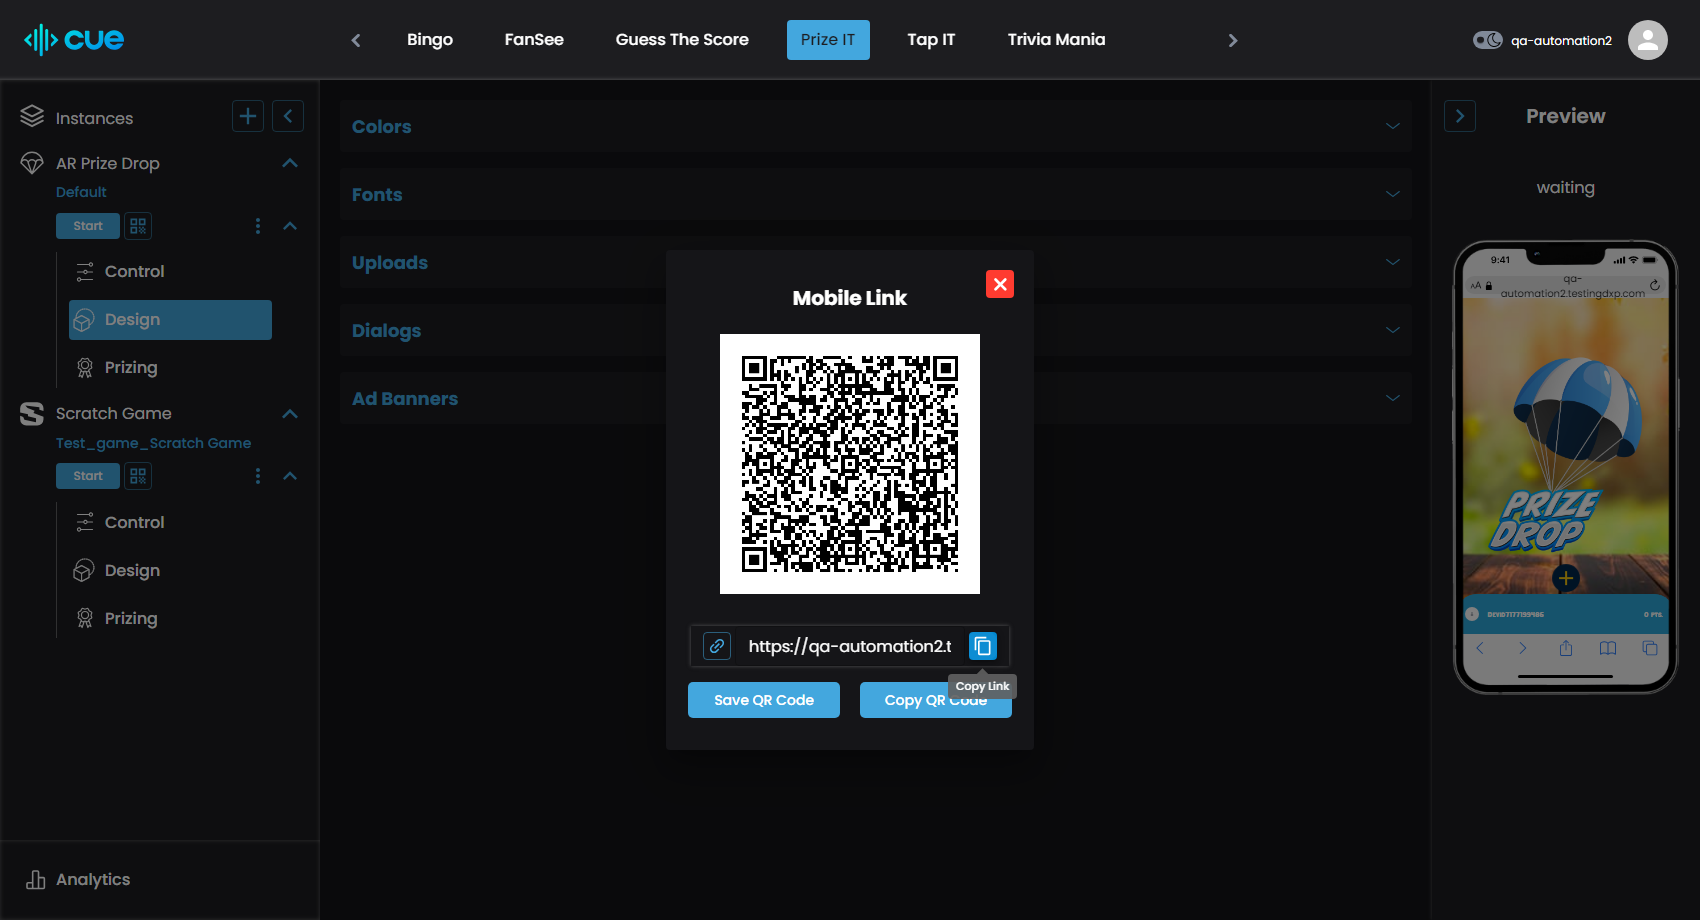 cue
Bingo
FanSee
Guess The Score
Prize IT
Tap IT
Trivia Mania
qa-automation2
Instances
AR Prize Drop
Default
Start
Control
Design
Prizing
Scratch Game
Test_game_Scratch Game
Start
Control
Design
Prizing
Analytics
Colors
Fonts
Uploads
Dialogs
Ad Banners
Mobile Link
https://qa-automation2.t
Copy Link
Save QR Code
Copy QR Code
Preview
waiting
9:41
AA
qa-
automation2.testingdxp.com
PRIZE
DROP
0 PTS.